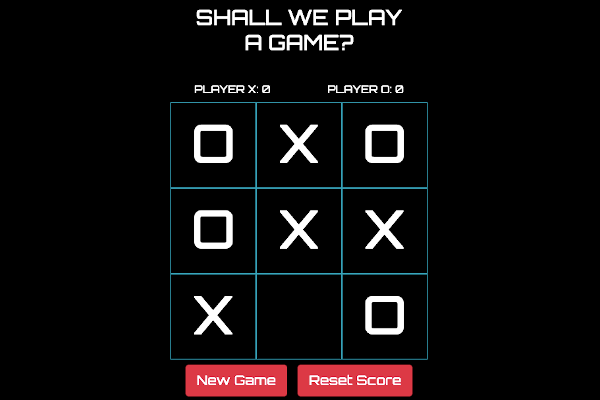 SHALL WE PLAY
A GAME?
PLAYER X: 0 PLAYER O: 0
O X O
O X X
X O
New Game Reset Score